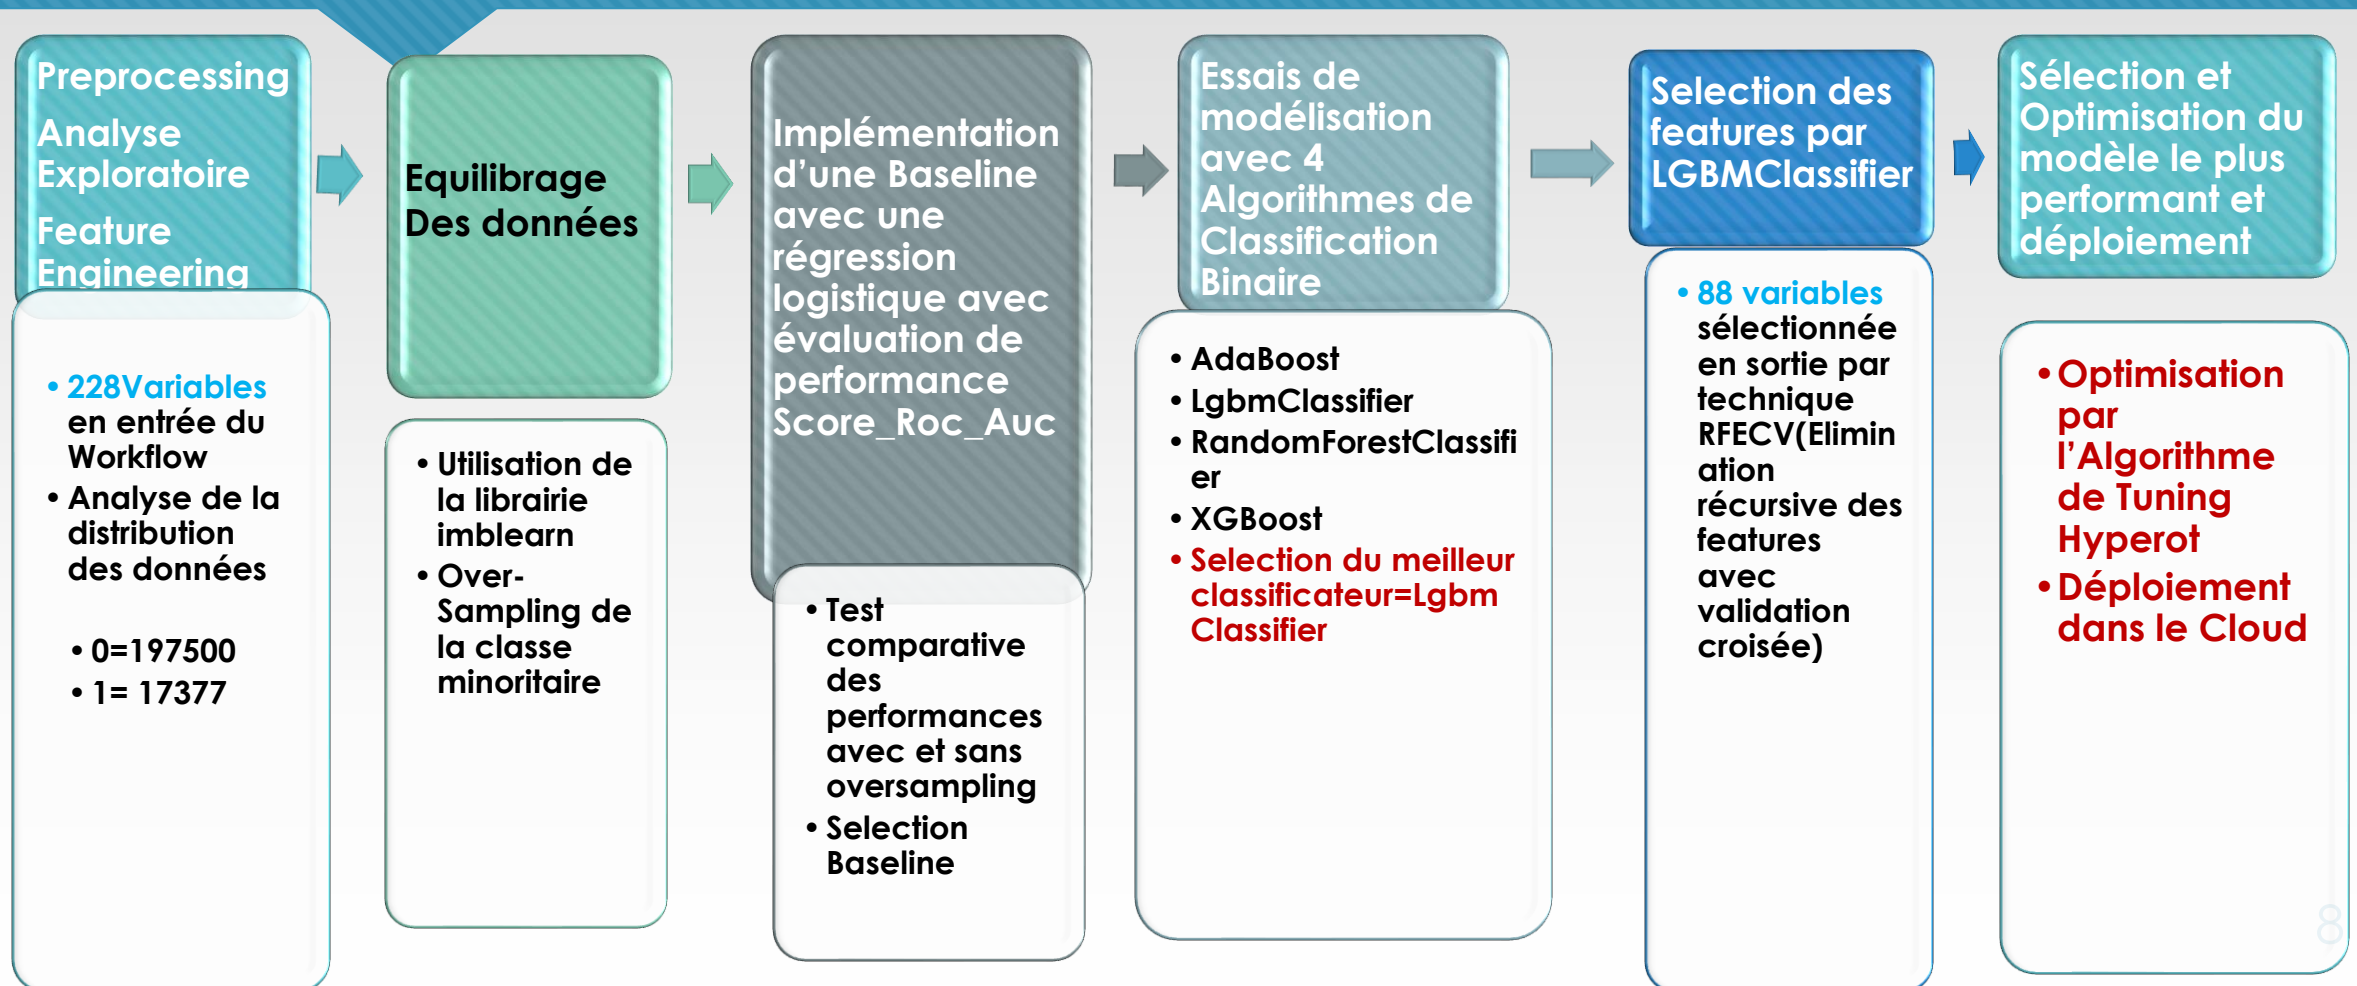 Preprocessing
Analyse
Exploratoire
Feature
Engineering
• 228Variables
en entrée du
Workflow
• Analyse de la
distribution
des données
• 0=197500
• 1= 17377
Equilibrage
Des données
• Utilisation de
la librairie
imblearn
• Over-
Sampling de
la classe
minoritaire
Implémentation
d’une Baseline
avec une
régression
logistique avec
évaluation de
performance
Score_Roc_Auc
• Test
comparative
des
performances
avec et sans
oversampling
• Selection
Baseline
Essais de
modélisation
avec 4
Algorithmes de
Classification
Binaire
• AdaBoost
• LgbmClassifier
• RandomForestClassifi
er
• XGBoost
• Selection du meilleur
classificateur=Lgbm
Classifier
Selection des
features par
LGBMClassifier
• 88 variables
sélectionnée
en sortie par
technique
RFECV(Elimin
ation
récursive des
features
avec
validation
croisée)
Sélection et
Optimisation du
modèle le plus
performant et
déploiement
• Optimisation
par
l’Algorithme
de Tuning
Hyperot
• Déploiement
dans le Cloud
8